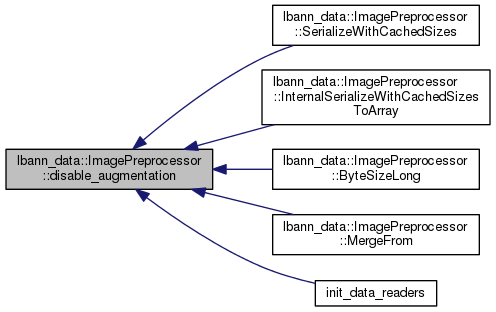 lbann_data::ImagePreprocessor
::SerializeWithCachedSizes
lbann_data::ImagePreprocessor
::InternalSerializeWithCachedSizes
ToArray
lbann_data::ImagePreprocessor
::disable_augmentation
lbann_data::ImagePreprocessor
::ByteSizeLong
lbann_data::ImagePreprocessor
::MergeFrom
init_data_readers